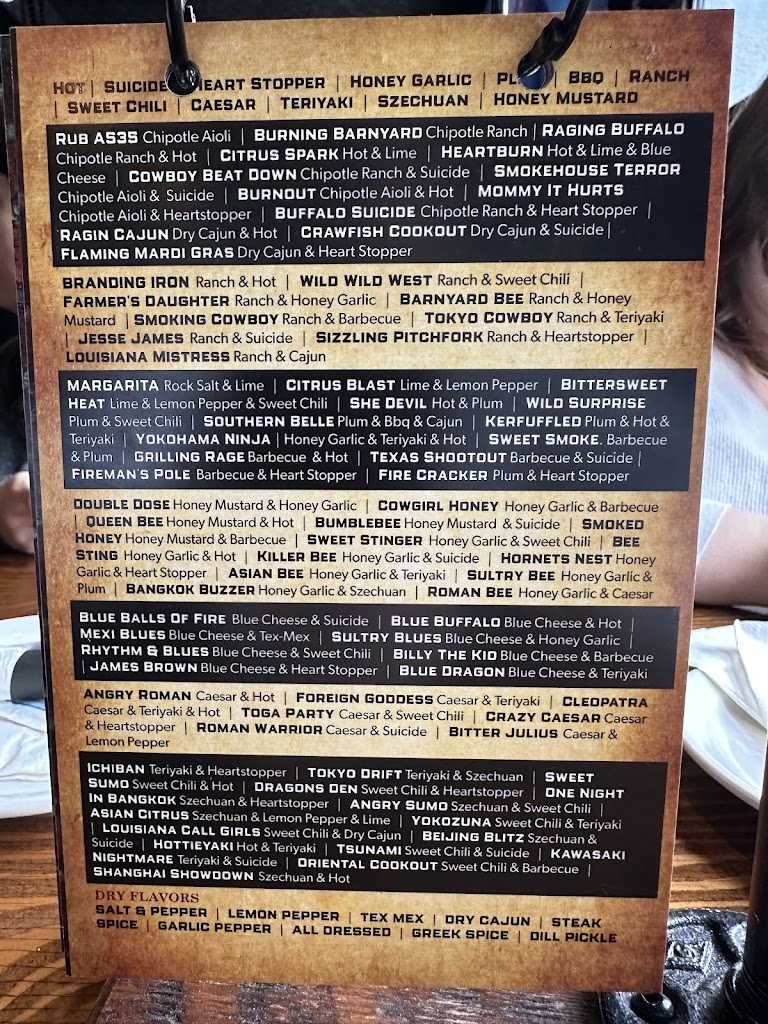 HOT | SUICIDE HEART STOPPER | HONEY GARLIC | | BBQ | RANCH
| SWEET CHILI | CAESAR | TERIYAKI | SZECHUAN | HONEY MUSTARD
RUB A535 Chipotle Aioli | BURNING BARNYARD Chipotle Ranch | RAGING BUFFALO
Chipotle Ranch & Hot | CITRUS SPARK Hot & Lime | HEARTBURN Hot & Lime & Blue
Cheese | COWBOY BEAT DOWN Chipotle Ranch & Suicide | SMOKEHOUSE TERROR
Chipotle Aioli & Suicide | BURNOUT Chipotle Aioli & Hot | MOMMY IT HURTS
Chipotle Aioli & Heartstopper | BUFFALO SUICIDE Chipotle Ranch & Heart Stopper |
RAGIN CAJUN Dry Cajun & Hot | CRAWFISH COOKOUT Dry Cajun & Suicide |
FLAMING MARDI GRAS Dry Cajun & Heart Stopper
BRANDING IRON Ranch & Hot | WILD WILD WEST Ranch & Sweet Chili |
FARMER'S DAUGHTER Ranch & Honey Garlic | BARNYARD BEE Ranch & Honey
Mustard | SMOKING COWBOY Ranch & Barbecue | TOKYO COWBOY Ranch & Teriyaki
| JESSE JAMES Ranch & Suicide | SIZZLING PITCHFORK Ranch & Heartstopper |
LOUISIANA MISTRESS Ranch & Cajun
MARGARITA Rock Salt & Lime | CITRUS BLAST Lime & Lemon Pepper | BITTERSWEET
HEAT Lime & Lemon Pepper & Sweet Chili | SHE DEVIL Hot & Plum | WILD SURPRISE
Plum & Sweet Chili | SOUTHERN BELLE Plum & Bbq & Cajun | KERFUFFLED Plum & Hot &
Teriyaki | YOKOHAMA NINJA | Honey Garlic & Teriyaki & Hot | SWEET SMOKE. Barbecue
& Plum | GRILLING RAGE Barbecue & Hot | TEXAS SHOOTOUT Barbecue & Suicide |
FIREMAN'S POLE Barbecue & Heart Stopper | FIRE CRACKER Plum & Heart Stopper
DOUBLE DOSE Honey Mustard & Honey Garlic | COWGIRL HONEY Honey Garlic & Barbecue
| QUEEN BEE Honey Mustard & Hot | BUMBLEBEE Honey Mustard & Suicide | SMOKED
HONEY Honey Mustard & Barbecue | SWEET STINGER Honey Garlic & Sweet Chili | BEE
STING Honey Garlic & Hot | KILLER BEE Honey Garlic & Suicide | HORNETS NEST Honey
Garlic & Heart Stopper | ASIAN BEE Honey Garlic & Teriyaki | SULTRY BEE Honey Garlic &
Plum | BANGKOK BUZZER Honey Garlic & Szechuan | ROMAN BEE Honey Garlic & Caesar
BLUE BALLS OF FIRE Blue Cheese & Suicide | BLUE BUFFALO Blue Cheese & Hot |
MEXI BLUES Blue Cheese & Tex-Mex | SULTRY BLUES Blue Cheese & Honey Garlic |
RHYTHM & BLUES Blue Cheese & Sweet Chili | BILLY THE KID Blue Cheese & Barbecue
| JAMES BROWN Blue Cheese & Heart Stopper | BLUE DRAGON Blue Cheese & Teriyaki
ANGRY ROMAN Caesar & Hot | FOREIGN GODDESS Caesar & Teriyaki | CLEOPATRA
Caesar & Teriyaki & Hot | TOGA PARTY Caesar & Sweet Chili | CRAZY CAESAR Caesar
& Heartstopper | ROMAN WARRIOR Caesar & Suicide | BITTER JULIUS Caesar &
Lemon Pepper
ICHIBAN Teriyaki & Heartstopper | TOKYO DRIFT Teriyaki & Szechuan | SWEET
SUMO Sweet Chili & Hot | DRAGONS DEN Sweet Chili & Heartstopper | ONE NIGHT
IN BANGKOK Szechuan & Heartstopper | ANGRY SUMO Szechuan & Sweet Chili |
ASIAN CITRUS Szechuan & Lemon Pepper & Lime | YOKOZUNA Sweet Chili & Teriyaki
| LOUISIANA CALL GIRLS Sweet Chili & Dry Cajun | BEIJING BLITZ Szechuan &
Suicide | HOTTIEYAKI Hot & Teriyaki | TSUNAMI Sweet Chili & Suicide | KAWASAKI
NIGHTMARE Teriyaki & Suicide | ORIENTAL COOKOUT Sweet Chili & Barbecue |
SHANGHAI SHOWDOWN Szechuan & Hot
DRY FLAVORS
SALT & PEPPER | LEMON PEPPER | TEX MEX | DRY CAJUN | STEAK
SPICE | GARLIC PEPPER | ALL DRESSED | GREEK SPICE | DILL PICKLE